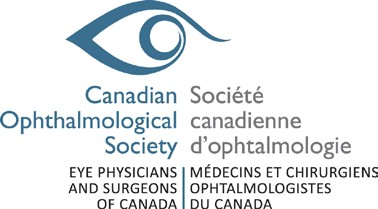 Canadian Société
Ophthalmological canadienne
Society d'ophtalmologie
EYE PHYSICIANS MÉDECINS ET CHIRURGIENS
AND SURGEONS OPHTALMOLOGISTES
OF CANADA DU CANADA